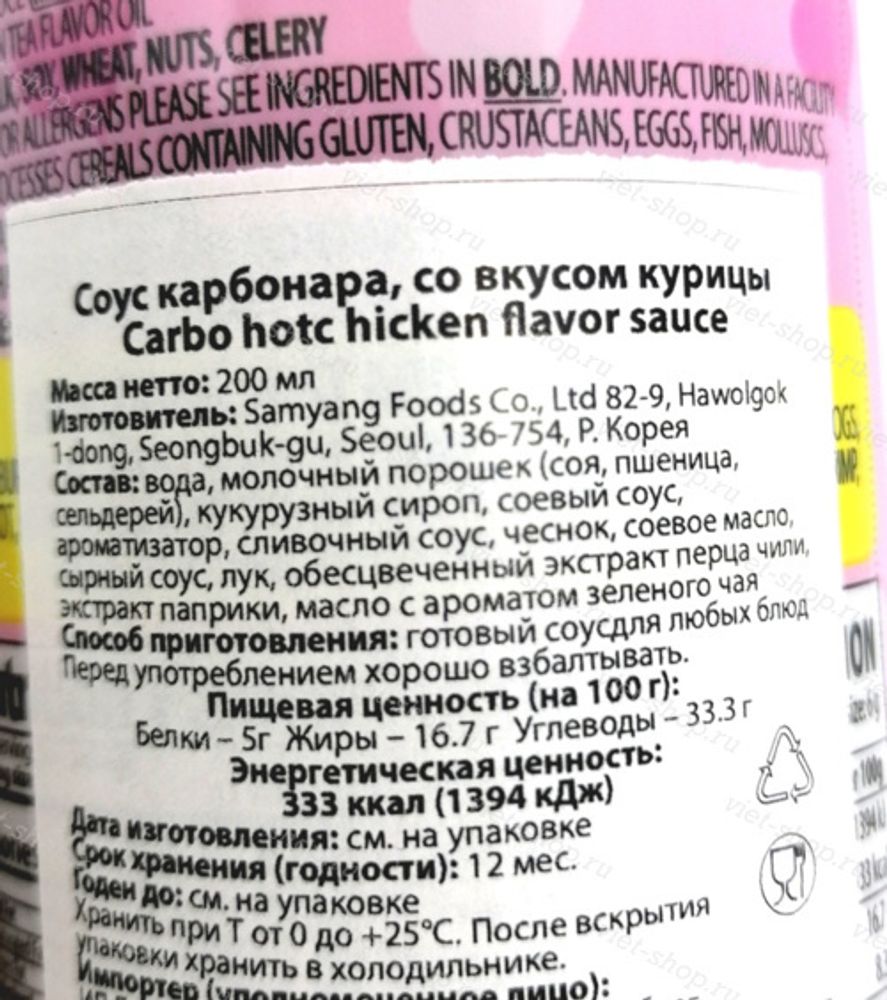 TEA FLAVOR OIL
SOY, WHEAT, NUTS, CELERY
ALLERGENS PLEASE SEE INGREDIENTS IN BOLD. MANUFACTURED IN A FACILITY
CEREALS CONTAINING GLUTEN, CRUSTACEANS, EGGS, FISH, MOLLUSCS,
Соус карбонара, со вкусом курицы
Carbo hotc hicken flavor sauce
Масса нетто: 200 мл
Изготовитель: Samyang Foods Co., Ltd 82-9, Hawolgok
1-dong, Seongbuk-gu, Seoul, 136-754, Р. Корея
Состав: вода, молочный порошек (соя, пшеница,
сельдерей), кукурузный сироп, соевый соус,
ароматизатор, сливочный соус, чеснок, соевое масло,
сырный соус, лук, обесцвеченный экстракт перца чили,
экстракт паприки, масло с ароматом зеленого чая
Способ приготовления: готовый соусдля любых блюд
Перед употреблением хорошо взбалтывать.
Пищевая ценность (на 100 г):
Белки – 5г Жиры – 16.7 г Углеводы – 33.3 г
Энергетическая ценность:
333 ккал (1394 кДж)
Дата изготовления: см. на упаковке
Срок хранения (годности): 12 мес.
Годен до: см. на упаковке
Хранить при Т от 0 до +25°C. После вскрытия
упаковки хранить в холодильнике.
Импортер (уполномоченное лицо):
viet-shop.ru